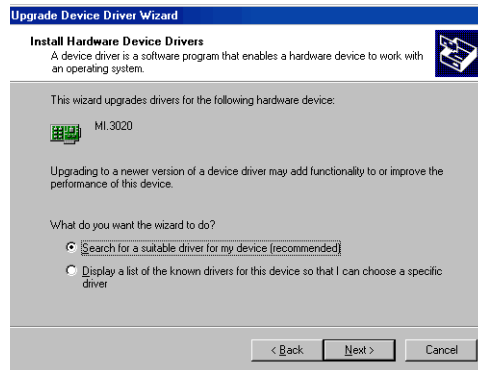 Upgrade Device Driver Wizard
Install Hardware Device Drivers
A device driver is a software program that enables a hardware device to work with
an operating system.
This wizard upgrades drivers for the following hardware device:
MI.3020
Upgrading to a newer version of a device driver may add functionality to or improve the
performance of this device.
What do you want the wizard to do?
Search for a suitable driver for my device (recommended)
Display a list of the known drivers for this device so that I can choose a specific
driver
< Back Next > Cancel